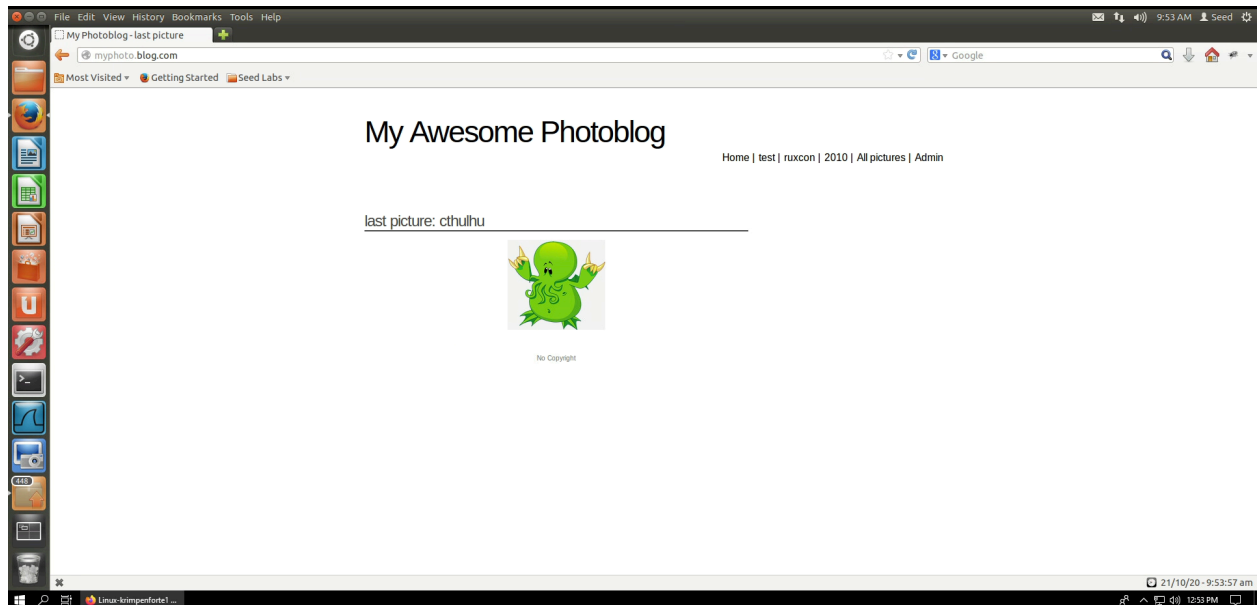 File Edit View History Bookmarks Tools Help
9:53 AM Seed
My Photoblog - last picture
myphoto.blog.com
Google
Most Visited Getting Started Seed Labs
My Awesome Photoblog
Home | test | ruxcon | 2010 | All pictures | Admin
last picture: cthulhu
No Copyright
448
21/10/20 - 9:53:57 am
Linux-krimpenforte1 ...
12:53 PM